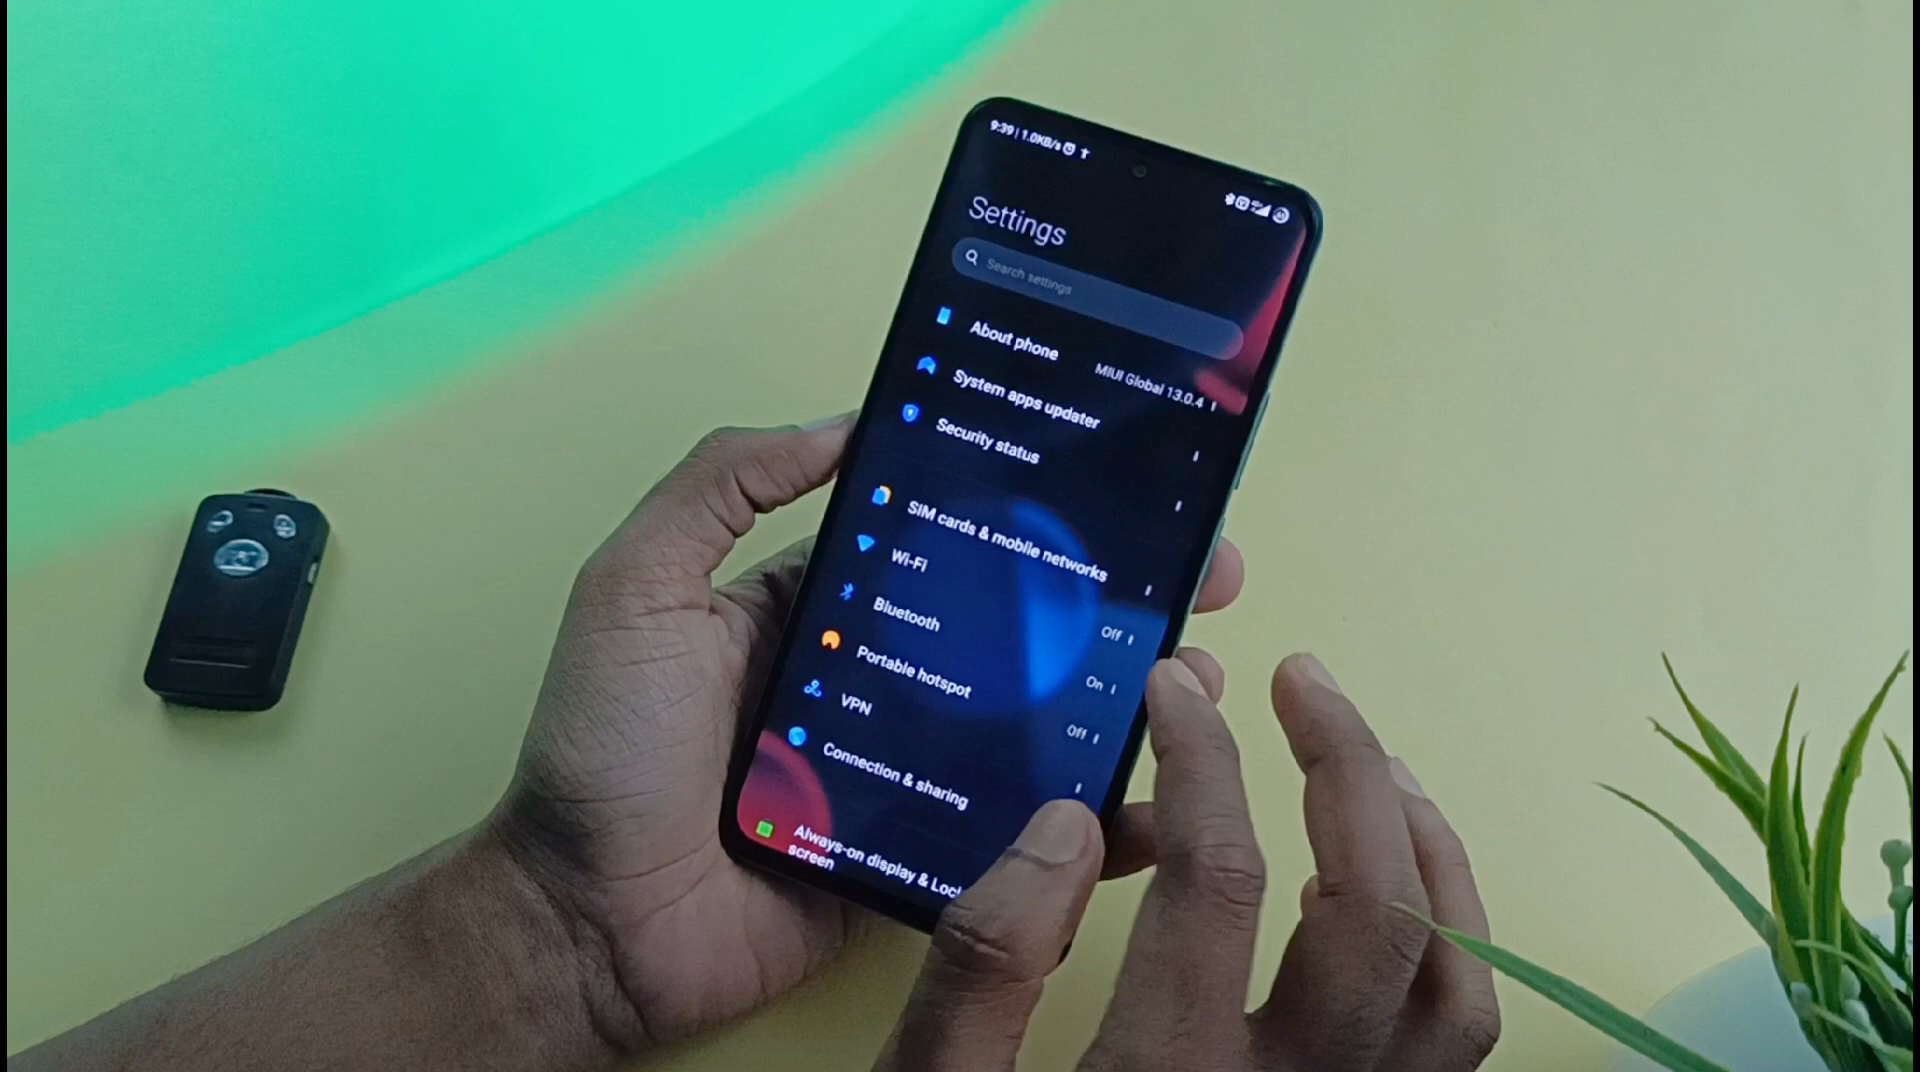 9:39 | 1.0KB/s
Settings
Search settings
About phone
MIUI Global 13.0.4
System apps updater
Security status
SIM cards & mobile networks
Wi-Fi
Off
Bluetooth
On
Portable hotspot
Off
VPN
Connection & sharing
Always-on display & Loc
screen